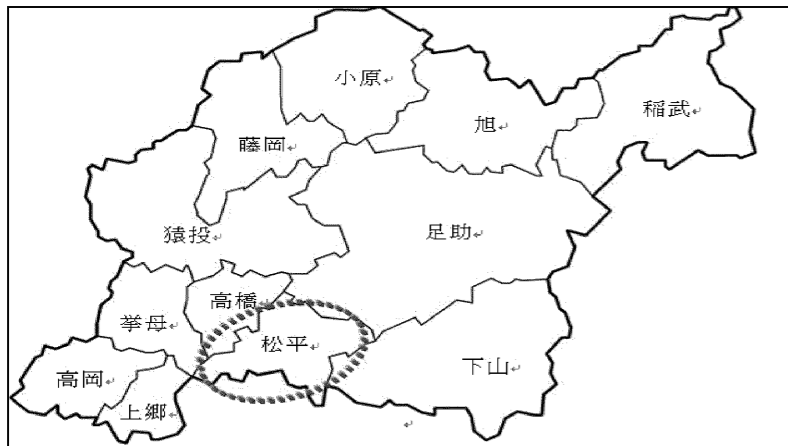 小原
旭
稲武
藤岡
猿投
足助
高橋
挙母
松平
下山
高岡
上郷